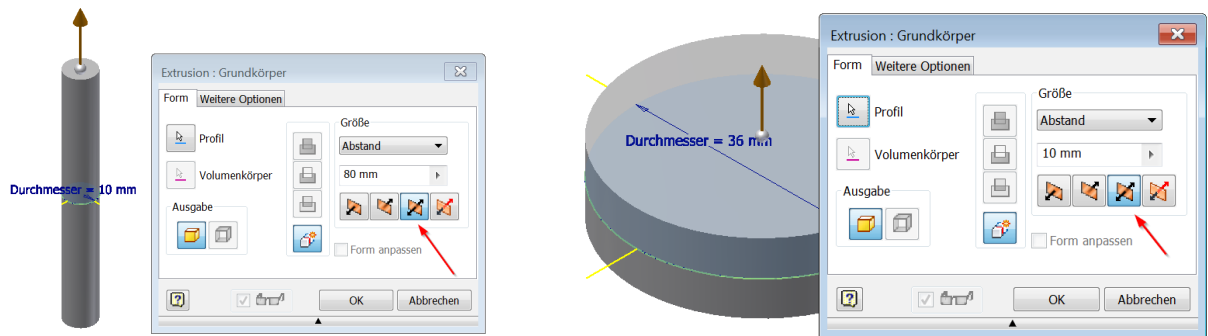 Durchmesser = 10 mm
Extrusion : Grundkörper
Form Weitere Optionen
Profil
Volumenkörper
Ausgabe
Größe
Abstand
80 mm
Form anpassen
OK Abbrechen
Durchmesser = 36 mm
Extrusion : Grundkörper
Form Weitere Optionen
Profil
Volumenkörper
Ausgabe
Größe
Abstand
10 mm
Form anpassen
OK Abbrechen